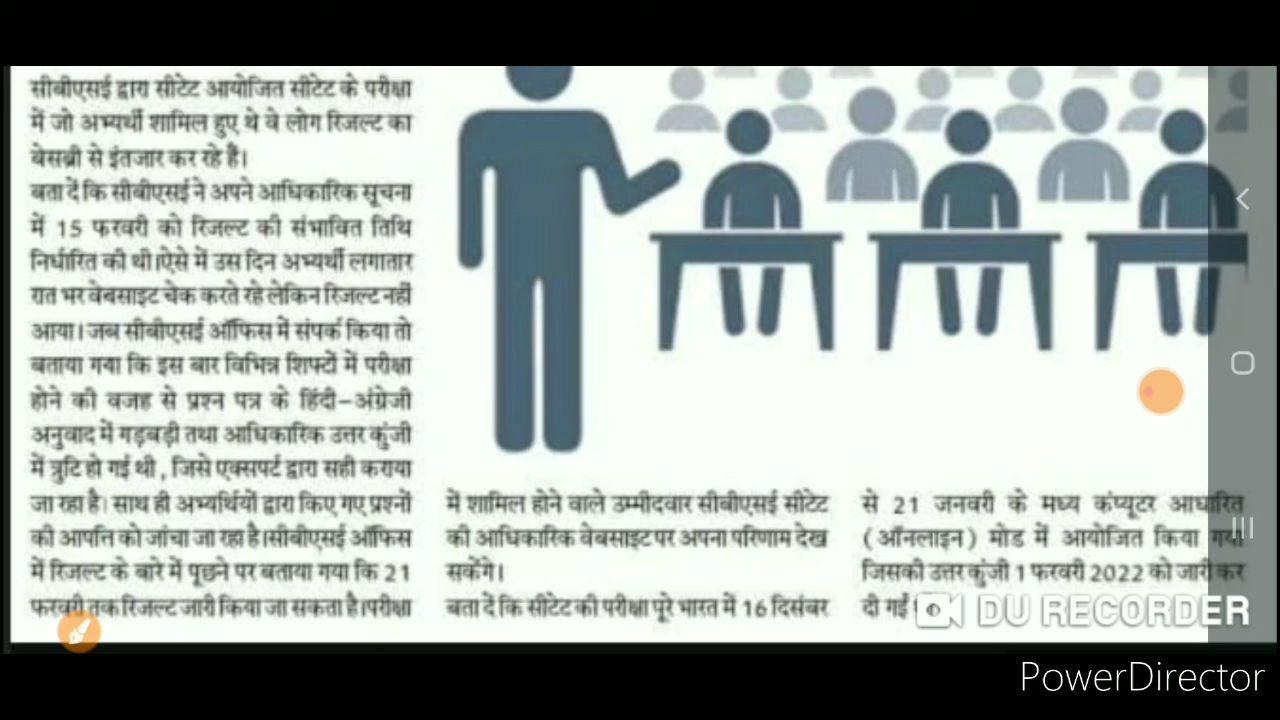 सीबीएसई द्वारा सीटेट आयोजित सीटेट के परीक्षा
में जो अभ्यर्थी शामिल हुए थे वे लोग रिजल्ट का
बेसब्री से इंतजार कर रहे हैं।
बता दें कि सीबीएसई ने अपने आधिकारिक सूचना
में 15 फरवरी को रिजल्ट की संभावित तिथि
निर्धारित की थी।ऐसे में उस दिन अभ्यर्थी लगातार
रात भर वेबसाइट चेक करते रहे लेकिन रिजल्ट नहीं
आया। जब सीबीएसई ऑफिस में संपर्क किया तो
बताया गया कि इस बार विभिन्न शिफ्टों में परीक्षा
होने की वजह से प्रश्न पत्र के हिंदी-अंग्रेजी
अनुवाद में गड़बड़ी तथा आधिकारिक उत्तर कुंजी
में त्रुटि हो गई थी , जिसे एक्सपर्ट द्वारा सही कराया
जा रहा है। साथ ही अभ्यर्थियों द्वारा किए गए प्रश्नों
की आपत्ति को जांचा जा रहा है।सीबीएसई ऑफिस
में रिजल्ट के बारे में पूछने पर बताया गया कि 21
फरवरी तक रिजल्ट जारी किया जा सकता है।परीक्षा
में शामिल होने वाले उम्मीदवार सीबीएसई सीटेट
की आधिकारिक वेबसाइट पर अपना परिणाम देख
सकेंगे।
बता दें कि सीटेट की परीक्षा पूरे भारत में 16 दिसंबर
से 21 जनवरी के मध्य कंप्यूटर आधारित
(ऑनलाइन) मोड में आयोजित किया गया
जिसकी उत्तर कुंजी 1 फरवरी 2022 को जारी कर
दी गई
DU RECORDER
PowerDirector